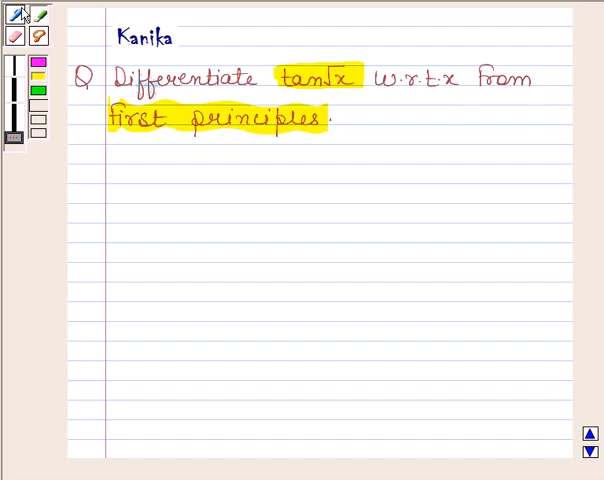 Kanika
Q Differentiate tan√x w.r.t.x from
first principles.